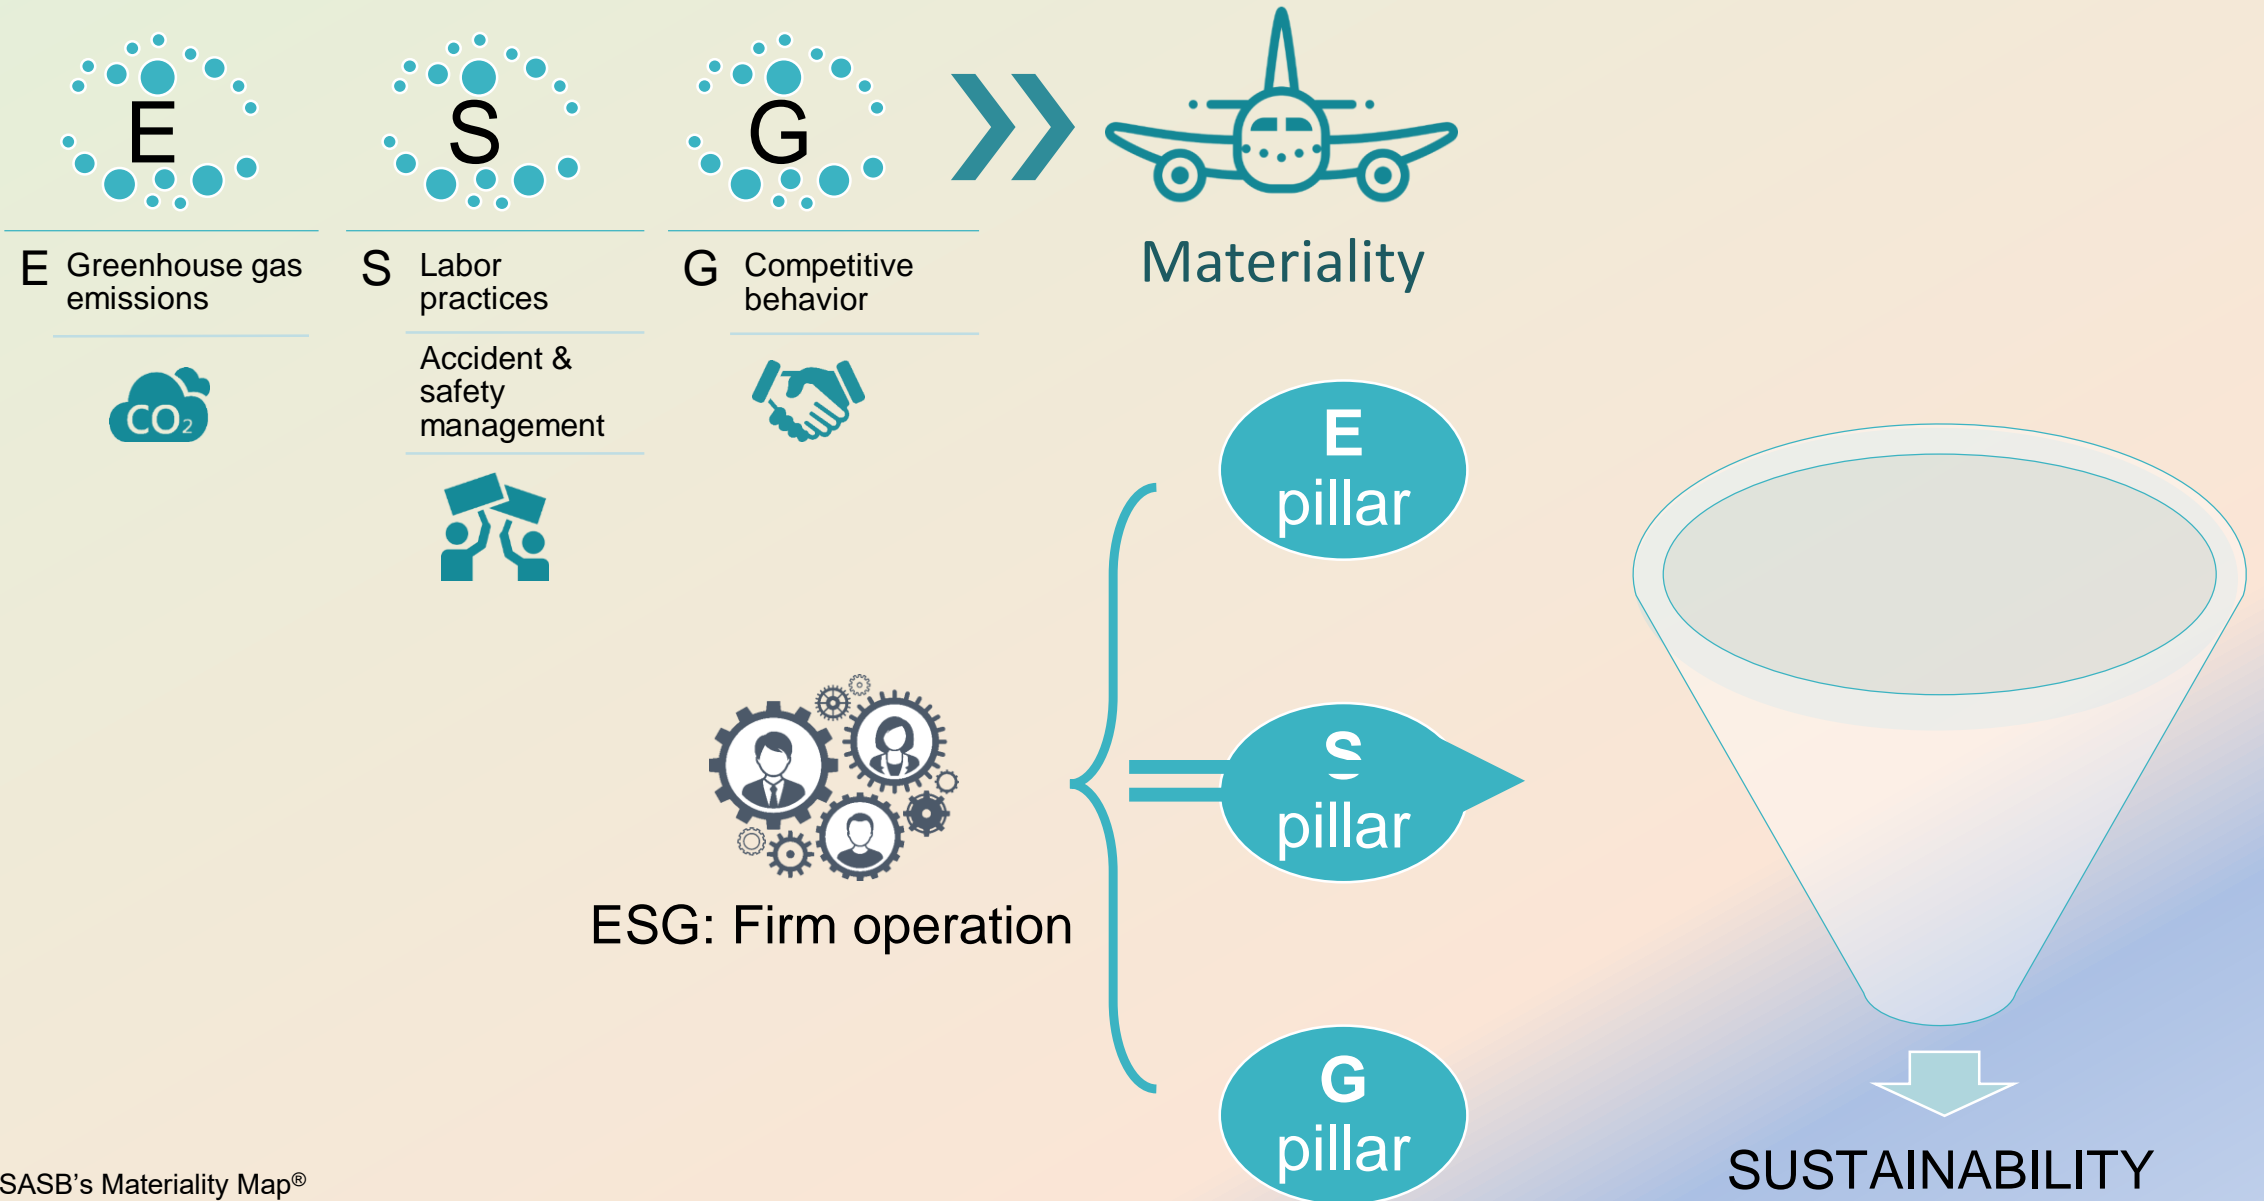 E
S
G
E Greenhouse gas
emissions
CO₂
S Labor
practices
Accident &
safety
management
G Competitive
behavior
Materiality
ESG: Firm operation
E
pillar
S
pillar
G
pillar
SUSTAINABILITY
SASB’s Materiality Map®